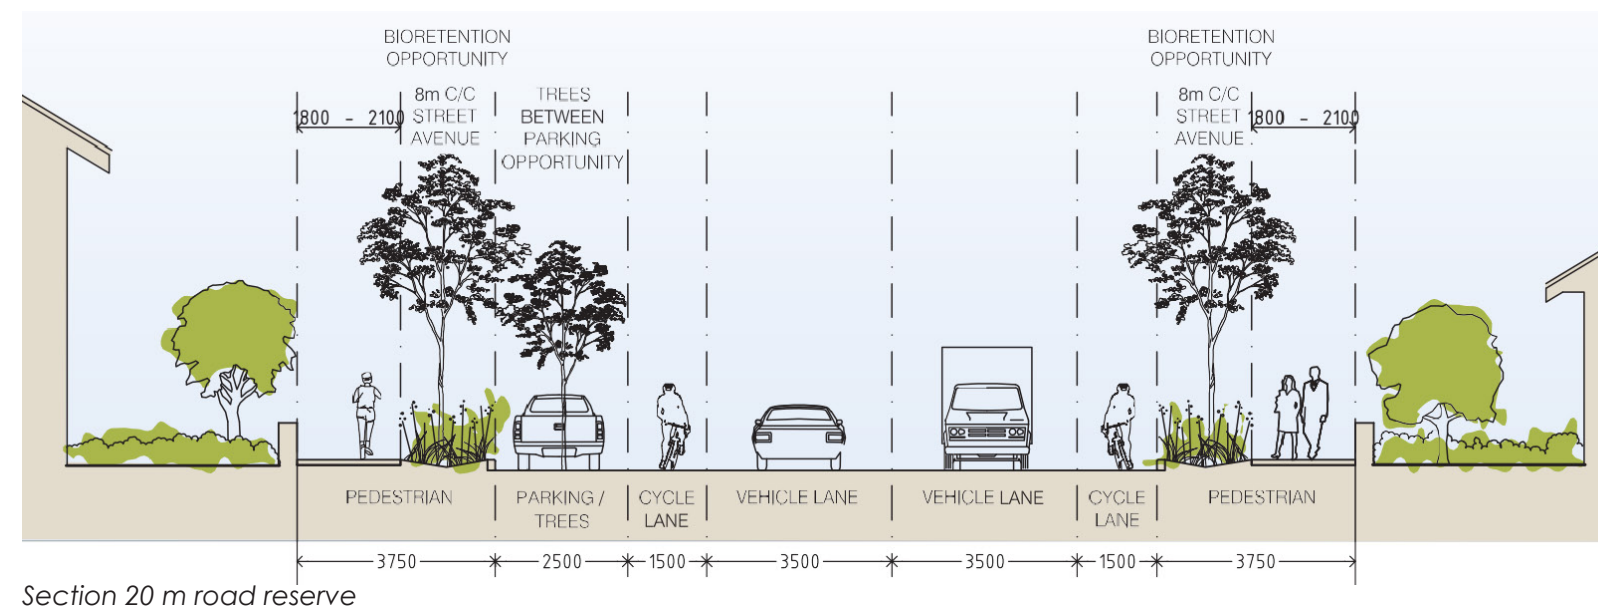 BIORETENTION
OPPORTUNITY
BIORETENTION
OPPORTUNITY
1800 - 2100
8m C/C
STREET
AVENUE
TREES
BETWEEN
PARKING
OPPORTUNITY
8m C/C
STREET
AVENUE
1800 - 2100
PEDESTRIAN
PARKING /
TREES
CYCLE
LANE
VEHICLE LANE
VEHICLE LANE
CYCLE
LANE
PEDESTRIAN
3750
2500
1500
3500
3500
1500
3750
Section 20 m road reserve